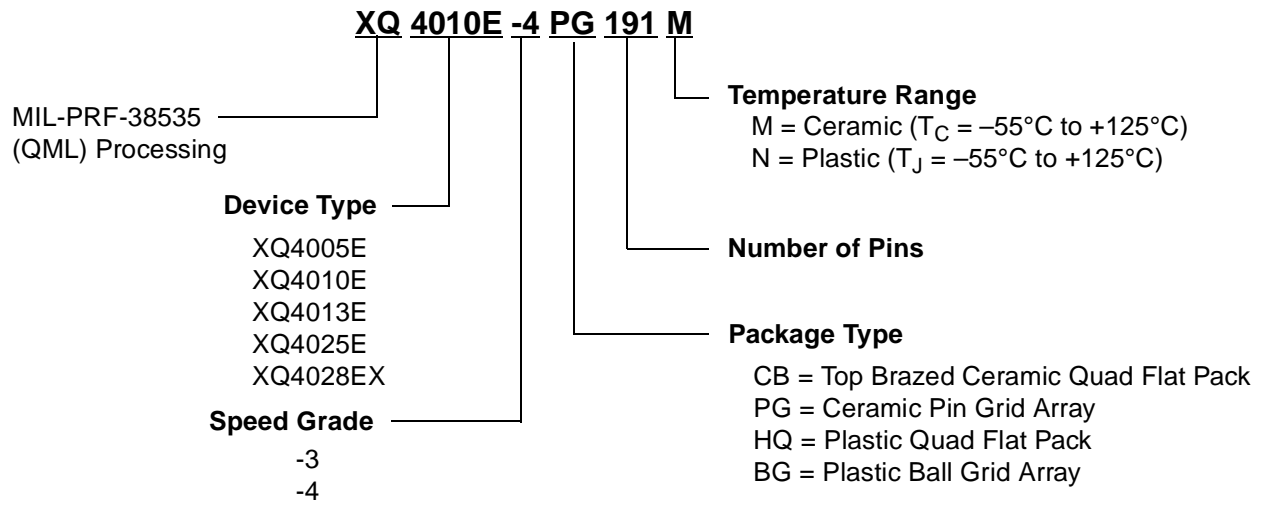 XQ 4010E -4 PG 191 M
MIL-PRF-38535
(QML) Processing
Device Type
XQ4005E
XQ4010E
XQ4013E
XQ4025E
XQ4028EX
Speed Grade
-3
-4
Temperature Range
M = Ceramic (TC = –55°C to +125°C)
N = Plastic (TJ = –55°C to +125°C)
Number of Pins
Package Type
CB = Top Brazed Ceramic Quad Flat Pack
PG = Ceramic Pin Grid Array
HQ = Plastic Quad Flat Pack
BG = Plastic Ball Grid Array